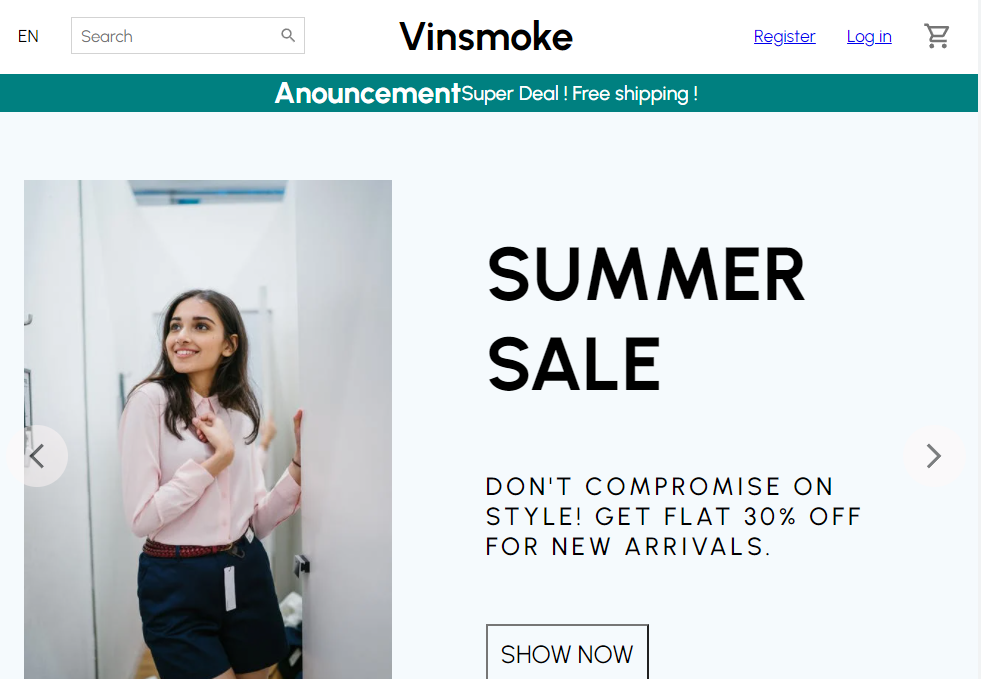 EN
Search
Vinsmoke
Register
Log in
AnouncementSuper Deal ! Free shipping !
SUMMER
SALE
DON'T COMPROMISE ON
STYLE! GET FLAT 30% OFF
FOR NEW ARRIVALS.
SHOW NOW